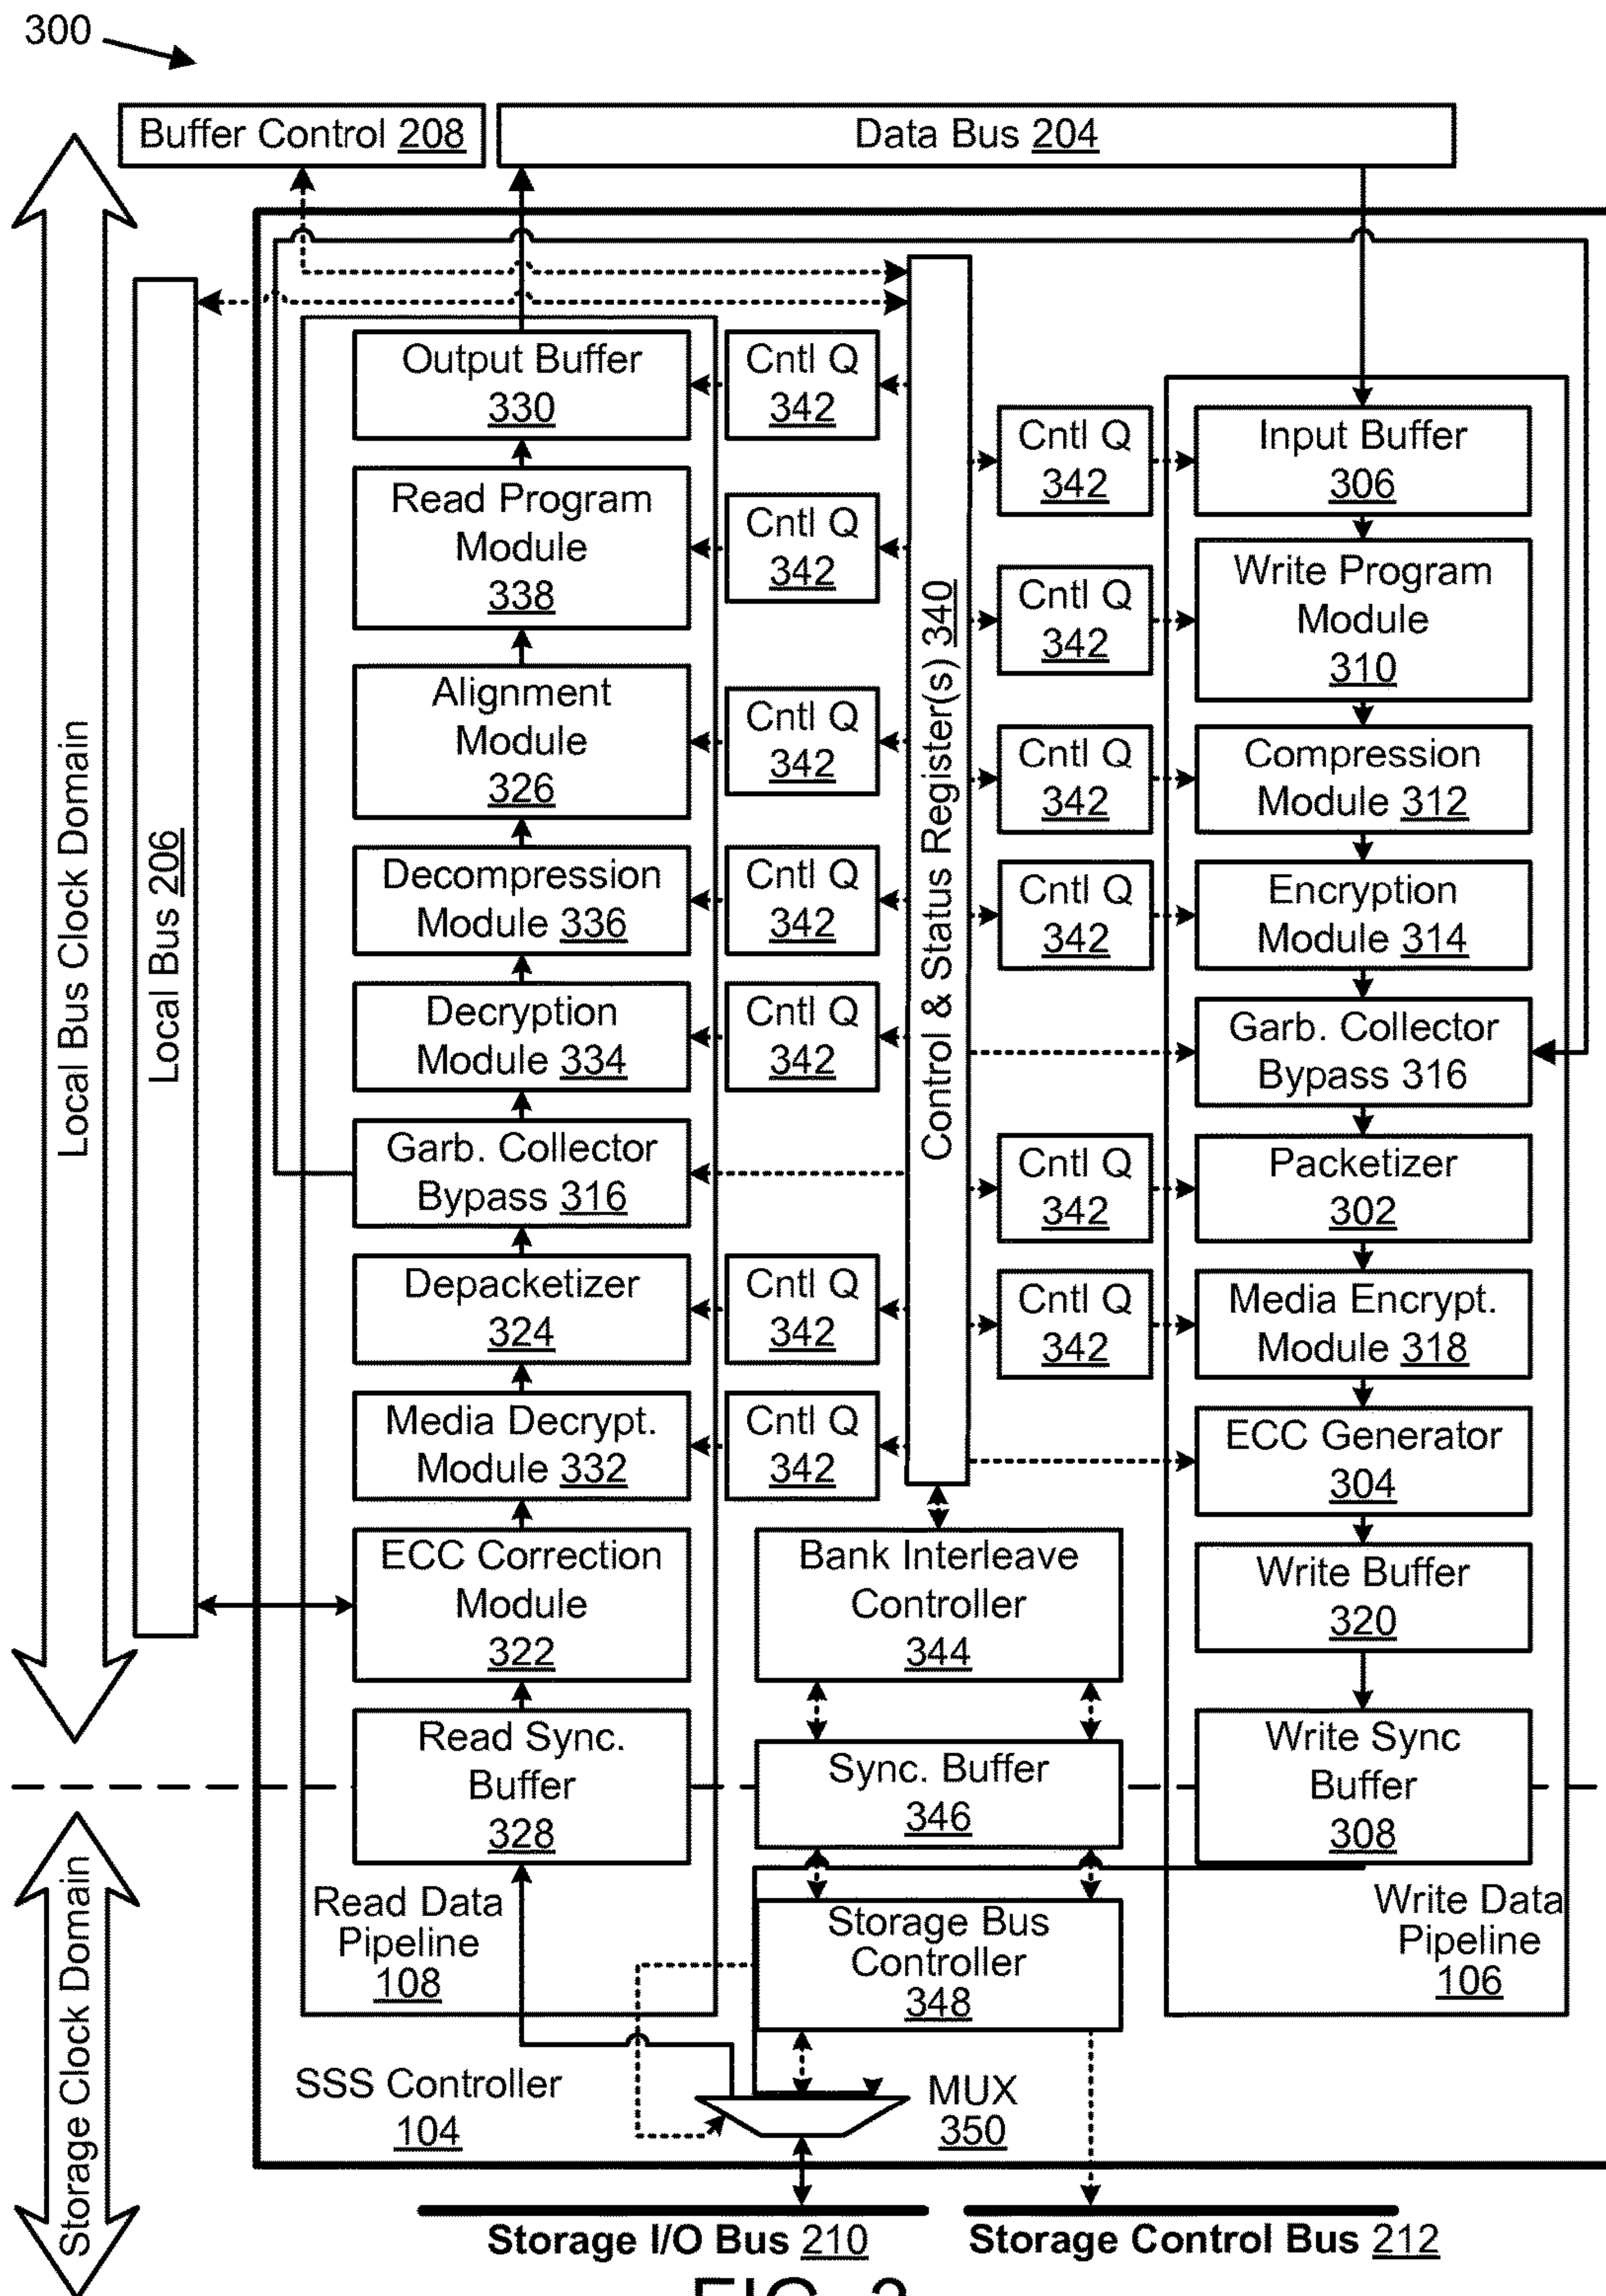 300
Buffer Control 208
Data Bus 204
Local Bus Clock Domain
Local Bus 206
Output Buffer
330
Cntl Q
342
Read Program
Module
338
Cntl Q
342
Alignment
Module
326
Cntl Q
342
Decompression
Module 336
Cntl Q
342
Decryption
Module 334
Cntl Q
342
Garb. Collector
Bypass 316
Depacketizer
324
Cntl Q
342
Media Decrypt.
Module 332
Cntl Q
342
ECC Correction
Module
322
Read Sync.
Buffer
328
Read Data
Pipeline
108
Control & Status Register(s) 340
Bank Interleave
Controller
344
Sync. Buffer
346
Storage Bus
Controller
348
Cntl Q
342
Input Buffer
306
Cntl Q
342
Write Program
Module
310
Cntl Q
342
Compression
Module 312
Cntl Q
342
Encryption
Module 314
Garb. Collector
Bypass 316
Cntl Q
342
Packetizer
302
Cntl Q
342
Media Encrypt.
Module 318
ECC Generator
304
Write Buffer
320
Write Sync
Buffer
308
Write Data
Pipeline
106
Storage Clock Domain
SSS Controller
104
MUX
350
Storage I/O Bus 210
Storage Control Bus 212